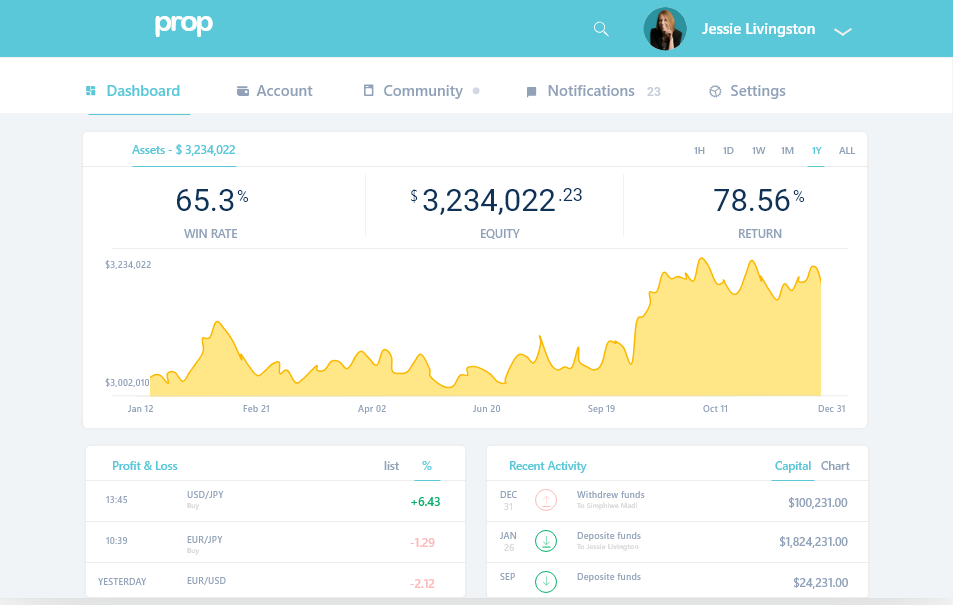 prop
Jessie Livingston
Dashboard Account Community Notifications 23 Settings
Assets - $ 3,234,022 1H 1D 1W 1M 1Y ALL
65.3% $3,234,022.23 78.56%
WIN RATE EQUITY RETURN
$3,234,022
$3,002,010
Jan 12 Feb 21 Apr 02 Jun 20 Sep 19 Oct 11 Dec 31
Profit & Loss list %
13:45 USD/JPY +6.43
Buy
10:39 EUR/JPY -1.29
Buy
YESTERDAY EUR/USD -2.12
Recent Activity Capital Chart
DEC Withdrew funds $100,231.00
31 To Simphiwe Madi
JAN Deposite funds $1,824,231.00
26 To Jessie Livingston
SEP Deposite funds $24,231.00